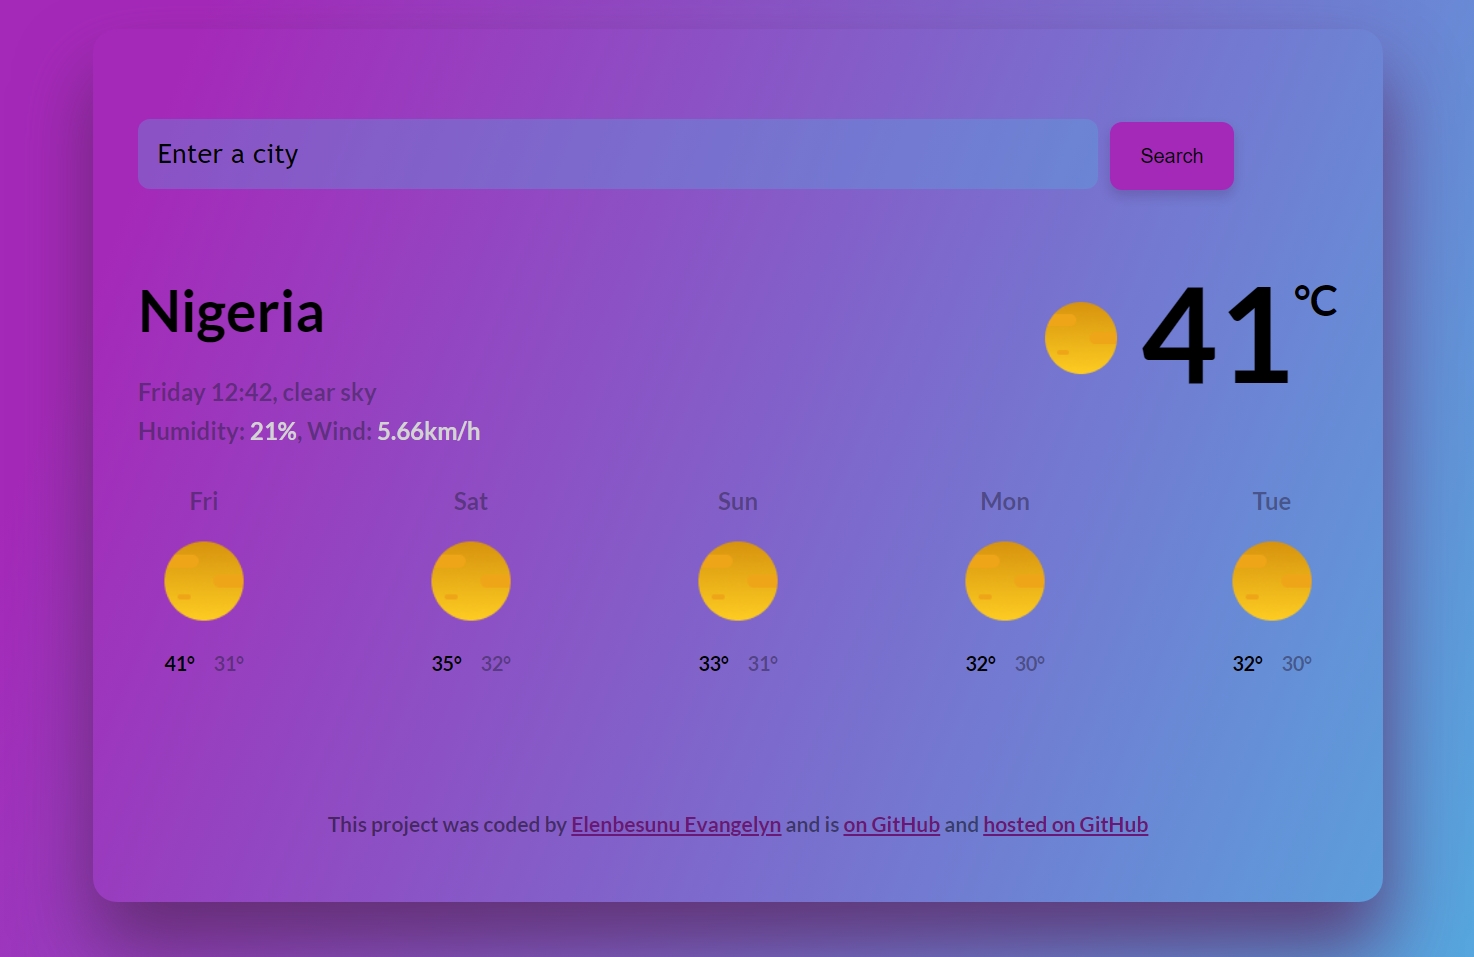 Enter a city
Search
Nigeria
41°C
Friday 12:42, clear sky
Humidity: 21%, Wind: 5.66km/h
Fri Sat Sun Mon Tue
41° 31° 35° 32° 33° 31° 32° 30° 32° 30°
This project was coded by Elenbesunu Evangelyn and is on GitHub and hosted on GitHub